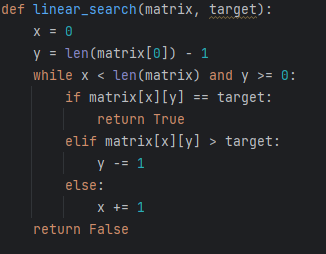 def linear_search(matrix, target):
    x = 0
    y = len(matrix[0]) - 1
    while x < len(matrix) and y >= 0:
        if matrix[x][y] == target:
            return True
        elif matrix[x][y] > target:
            y -= 1
        else:
            x += 1
    return False